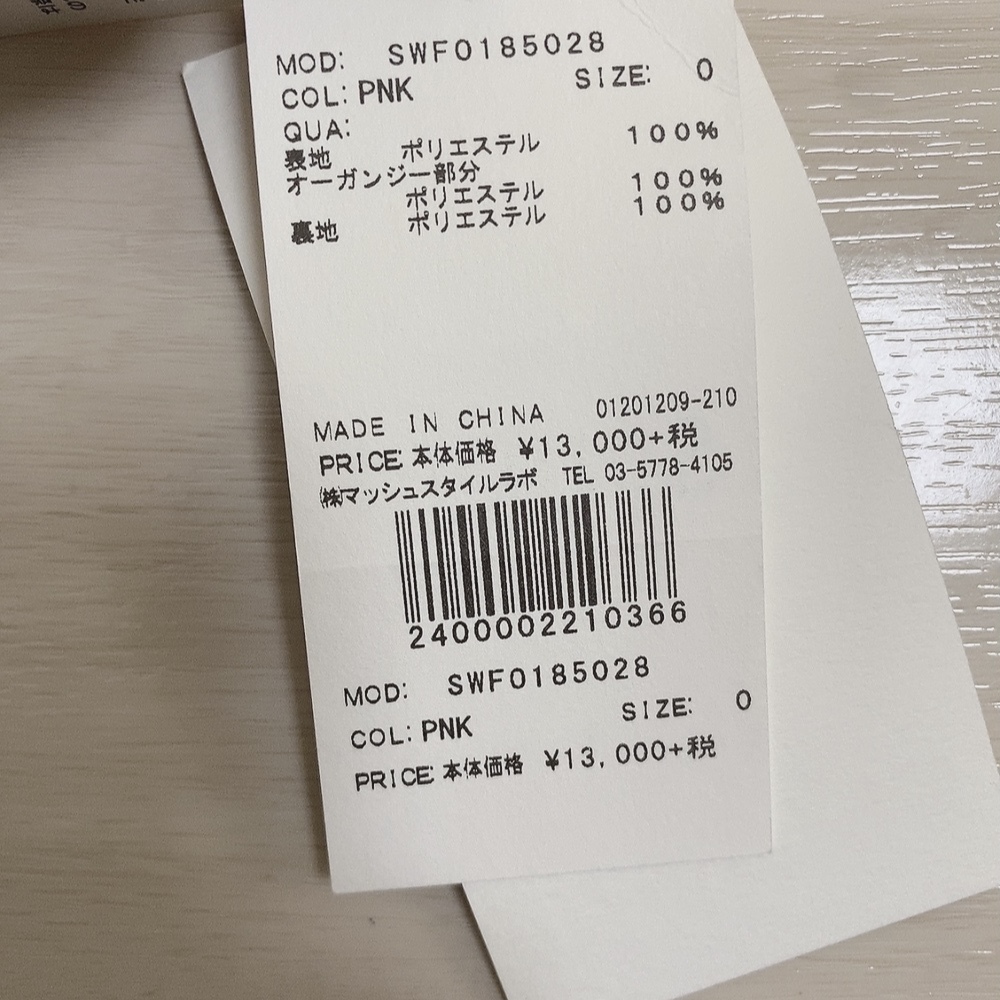 MOD: SWFO185028
COL: PNK SIZE: 0
QUA:
表地 ポリエステル 100%
オーガンジー部分
ポリエステル 100%
裏地 ポリエステル 100%
MADE IN CHINA 01201209-210
PRICE: 本体価格 ¥13,000+税
㈱マッシュスタイルラボ TEL 03-5778-4105
2400002210366
MOD: SWFO185028
COL: PNK SIZE: 0
PRICE: 本体価格 ¥13,000+税